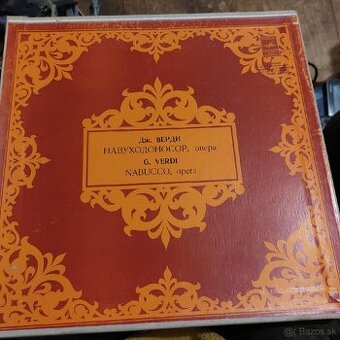 Дж. ВЕРДИ
НАВУХОДОНОСОР, опера
G. VERDI
NABUCCO, opera
Bazos.sk